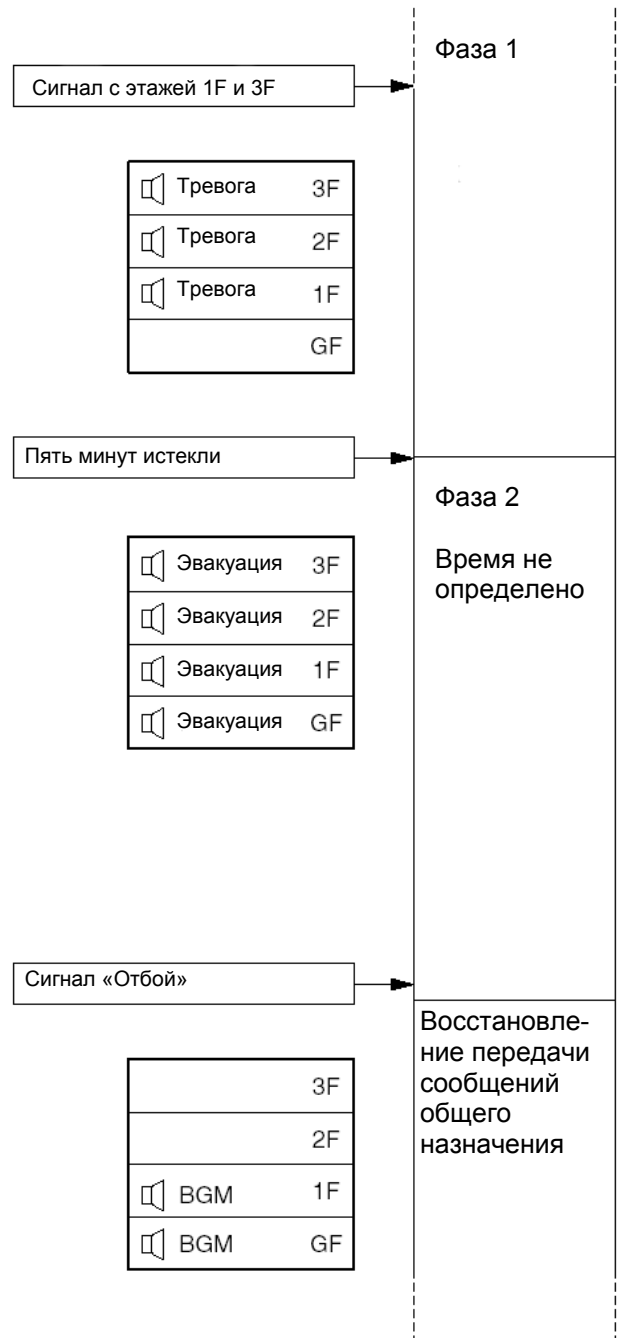 Фаза 1
Сигнал с этажей 1F и 3F
Тревога 3F
Тревога 2F
Тревога 1F
GF
Пять минут истекли
Фаза 2
Время не
определено
Эвакуация 3F
Эвакуация 2F
Эвакуация 1F
Эвакуация GF
Сигнал «Отбой»
Восстановле-
ние передачи
сообщений
общего
назначения
3F
2F
BGM 1F
BGM GF